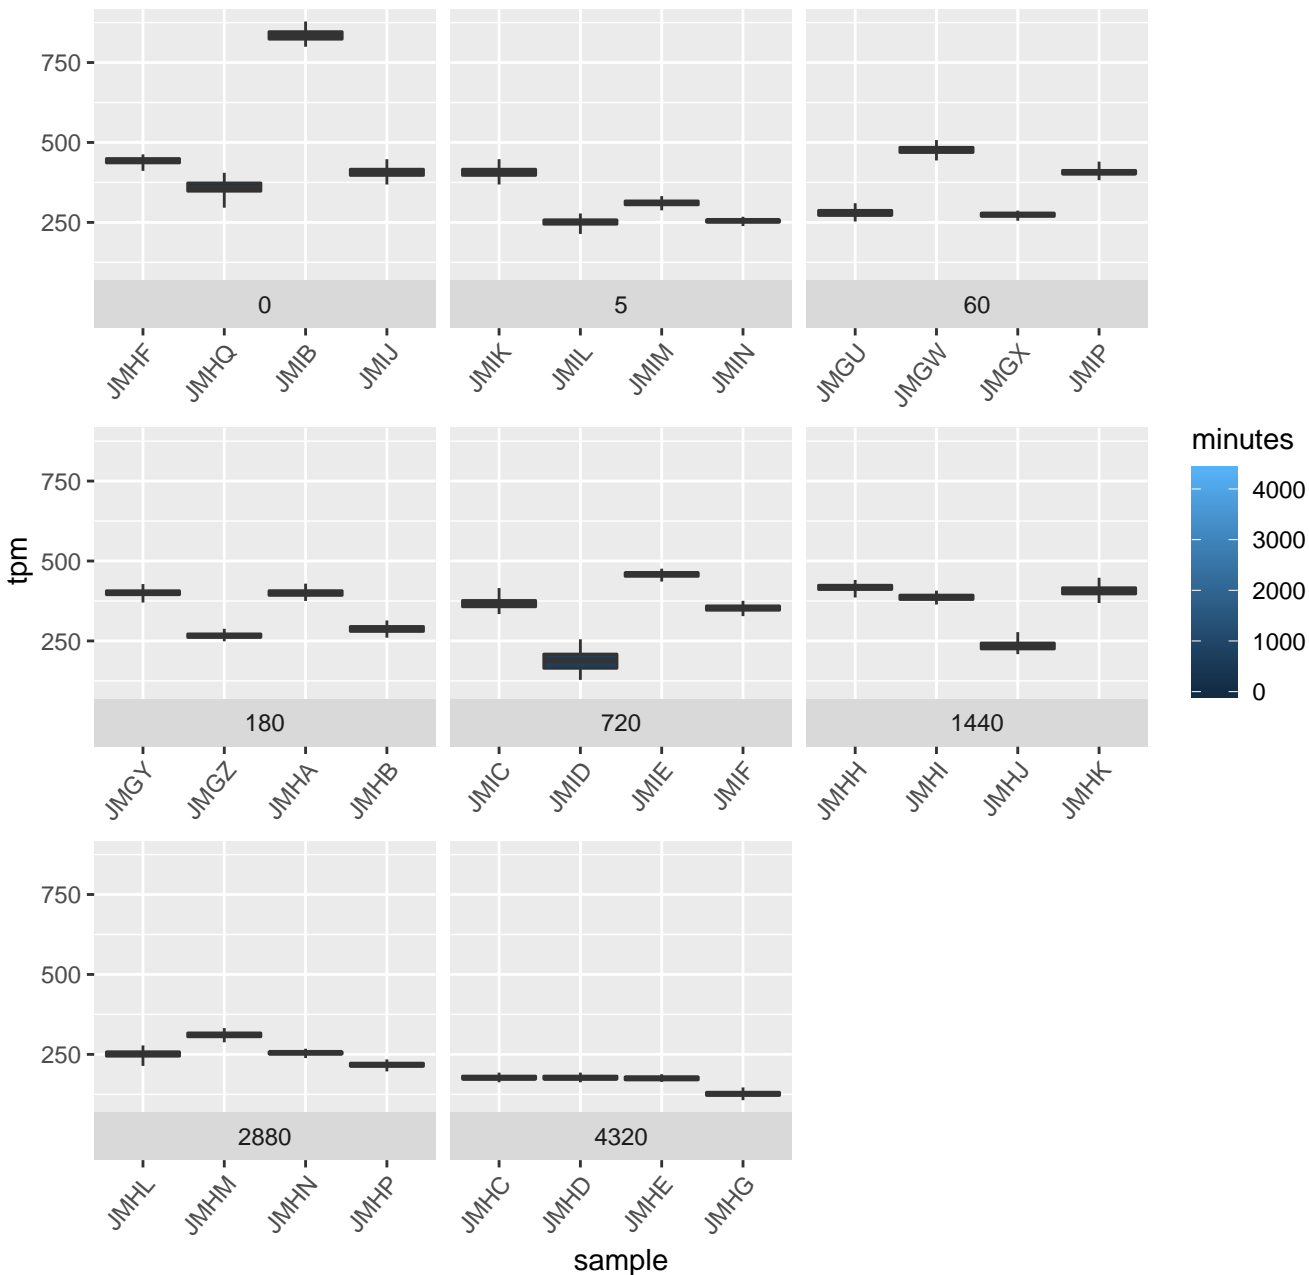 750
500
250
0
5
60
JMHF
JMHQ
JMIB
JMIJ
JMIK
JMIL
JMIM
JMIN
JMGU
JMGW
JMGX
JMIP
tpm
750
500
250
180
720
1440
JMGY
JMGZ
JMHA
JMHB
JMIC
JMID
JMIE
JMIF
JMHH
JMHI
JMHJ
JMHK
minutes
4000
3000
2000
1000
0
750
500
250
2880
4320
JMHL
JMHM
JMHN
JMHP
JMHC
JMHD
JMHE
JMHG
sample